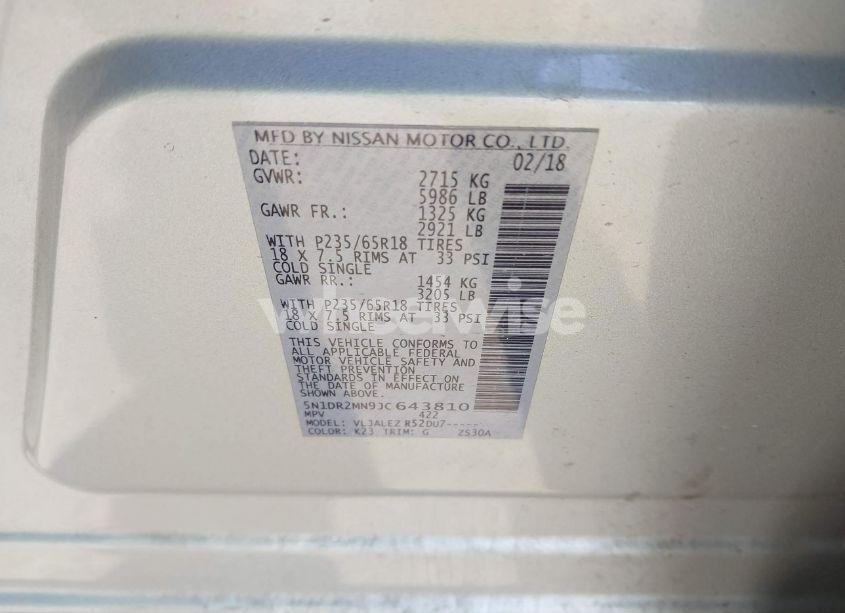 MFD BY NISSAN MOTOR CO., LTD.
DATE: 02/18
GVWR: 2715 KG
5986 LB
GAWR FR.: 1325 KG
2921 LB
WITH P235/65R18 TIRES
18 X 7.5 RIMS AT 33 PSI
COLD SINGLE
GAWR RR.: 1454 KG
3205 LB
WITH P235/65R18 TIRES
18 X 7.5 RIMS AT 33 PSI
COLD SINGLE
THIS VEHICLE CONFORMS TO
ALL APPLICABLE FEDERAL
MOTOR VEHICLE SAFETY AND
THEFT PREVENTION
STANDARDS IN EFFECT ON
THE DATE OF MANUFACTURE
SHOWN ABOVE.
5N1DR2MN9JC643810
MPV 422
MODEL: VLJALEZ R52DU7-----
COLOR: K23 TRIM: G ZS30A